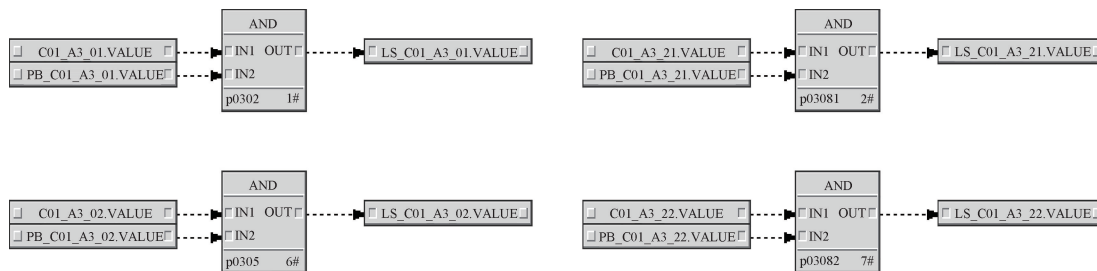 AND
C01_A3_01.VALUE IN1 OUT LS_C01_A3_01.VALUE
PB_C01_A3_01.VALUE IN2
p0302 1#
AND
C01_A3_21.VALUE IN1 OUT LS_C01_A3_21.VALUE
PB_C01_A3_21.VALUE IN2
p03081 2#
AND
C01_A3_02.VALUE IN1 OUT LS_C01_A3_02.VALUE
PB_C01_A3_02.VALUE IN2
p0305 6#
AND
C01_A3_22.VALUE IN1 OUT LS_C01_A3_22.VALUE
PB_C01_A3_22.VALUE IN2
p03082 7#